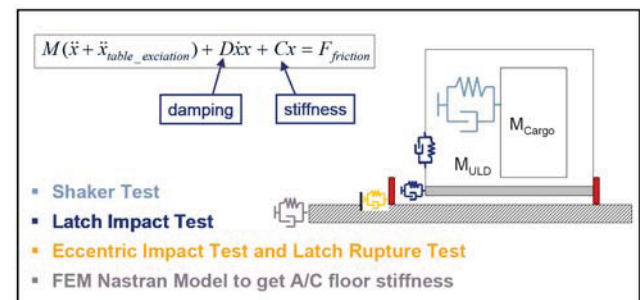 M(ẍ + ẍ_table_exciation) + Dẋx + Cx = F_friction
damping
stiffness
M_Cargo
M_ULD
▪ Shaker Test
▪ Latch Impact Test
▪ Eccentric Impact Test and Latch Rupture Test
▪ FEM Nastran Model to get A/C floor stiffness